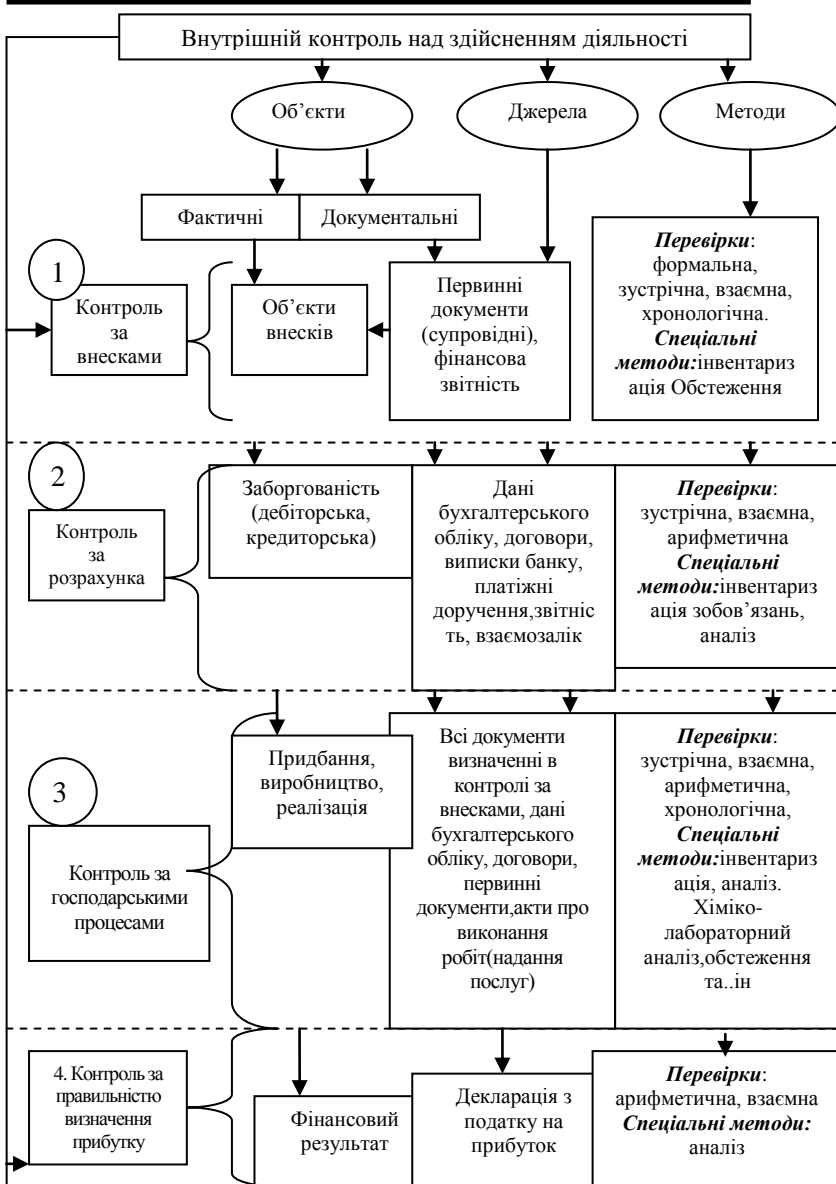 Внутрішній контроль над здійсненням діяльності
Об’єкти
Джерела
Методи
Фактичні
Документальні
1
Контроль
за
внесками
Об’єкти
внесків
Первинні
документи
(супровідні),
фінансова
звітність
Перевірки:
формальна,
зустрічна, взаємна,
хронологічна.
Спеціальні
методи:інвентариз
ація Обстеження
2
Контроль
за
розрахунка
Заборгованість
(дебіторська,
кредиторська)
Дані
бухгалтерського
обліку, договори,
виписки банку,
платіжні
доручення,звітніс
ть, взаємозалік
Перевірки:
зустрічна, взаємна,
арифметична
Спеціальні
методи:інвентариз
ація зобов’язань,
аналіз
3
Контроль за
господарськими
процесами
Придбання,
виробництво,
реалізація
Всі документи
визначенні в
контролі за
внесками, дані
бухгалтерського
обліку, договори,
первинні
документи,акти про
виконання
робіт(надання
послуг)
Перевірки:
зустрічна, взаємна,
арифметична,
хронологічна,
Спеціальні
методи:інвентариз
ація, аналіз.
Хіміко-
лабораторний
аналіз,обстеження
та..ін
4. Контроль за
правильністю
визначення
прибутку
Фінансовий
результат
Декларація з
податку на
прибуток
Перевірки:
арифметична, взаємна
Спеціальні методи:
аналіз